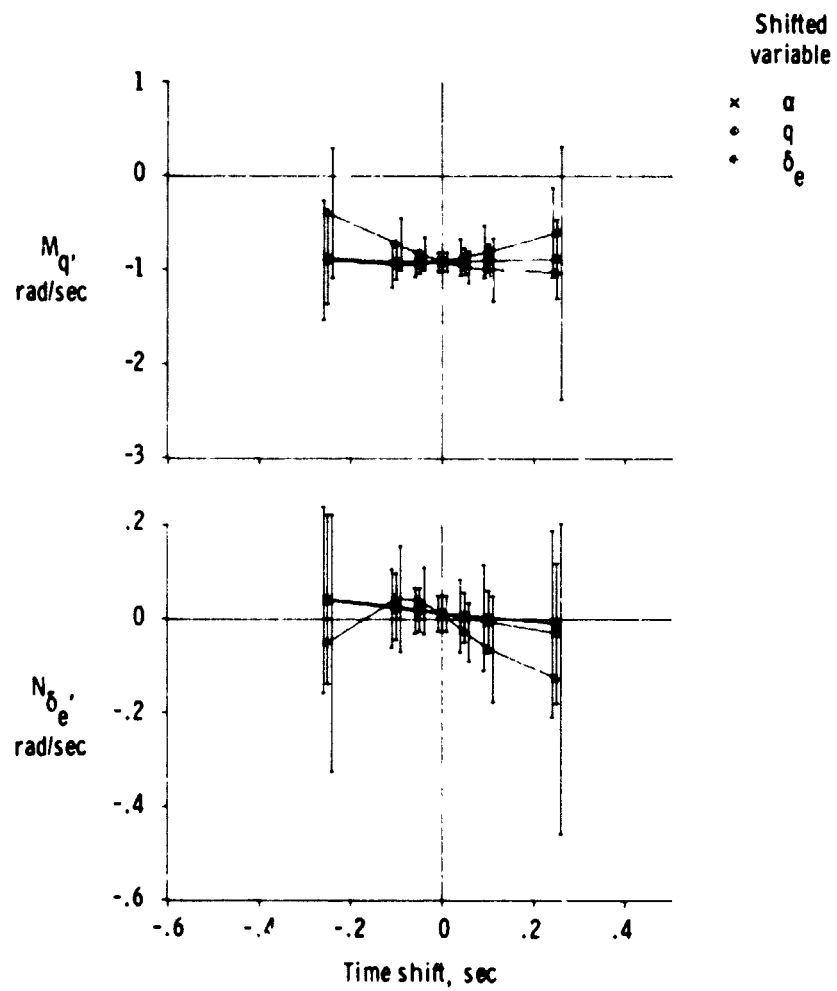 Shifted
variable
× α
q
δe
1
0
-1
-2
-3
Mq,
rad/sec
.2
0
-.2
-.4
-.6
Nδe,
rad/sec
-.6 -.4 -.2 0 .2 .4
Time shift, sec